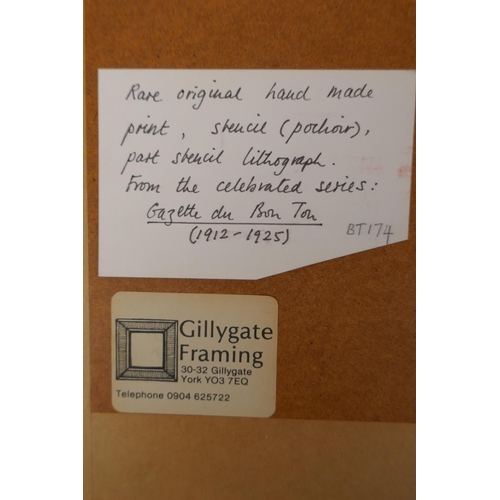 Rare original hand made
print, stencil (pochoir),
part stencil lithograph.
From the celebrated series:
Gazette du Bon Ton
(1912-1925)
BT174
Gillygate
Framing
30-32 Gillygate
York YO3 7EQ
Telephone 0904 625722